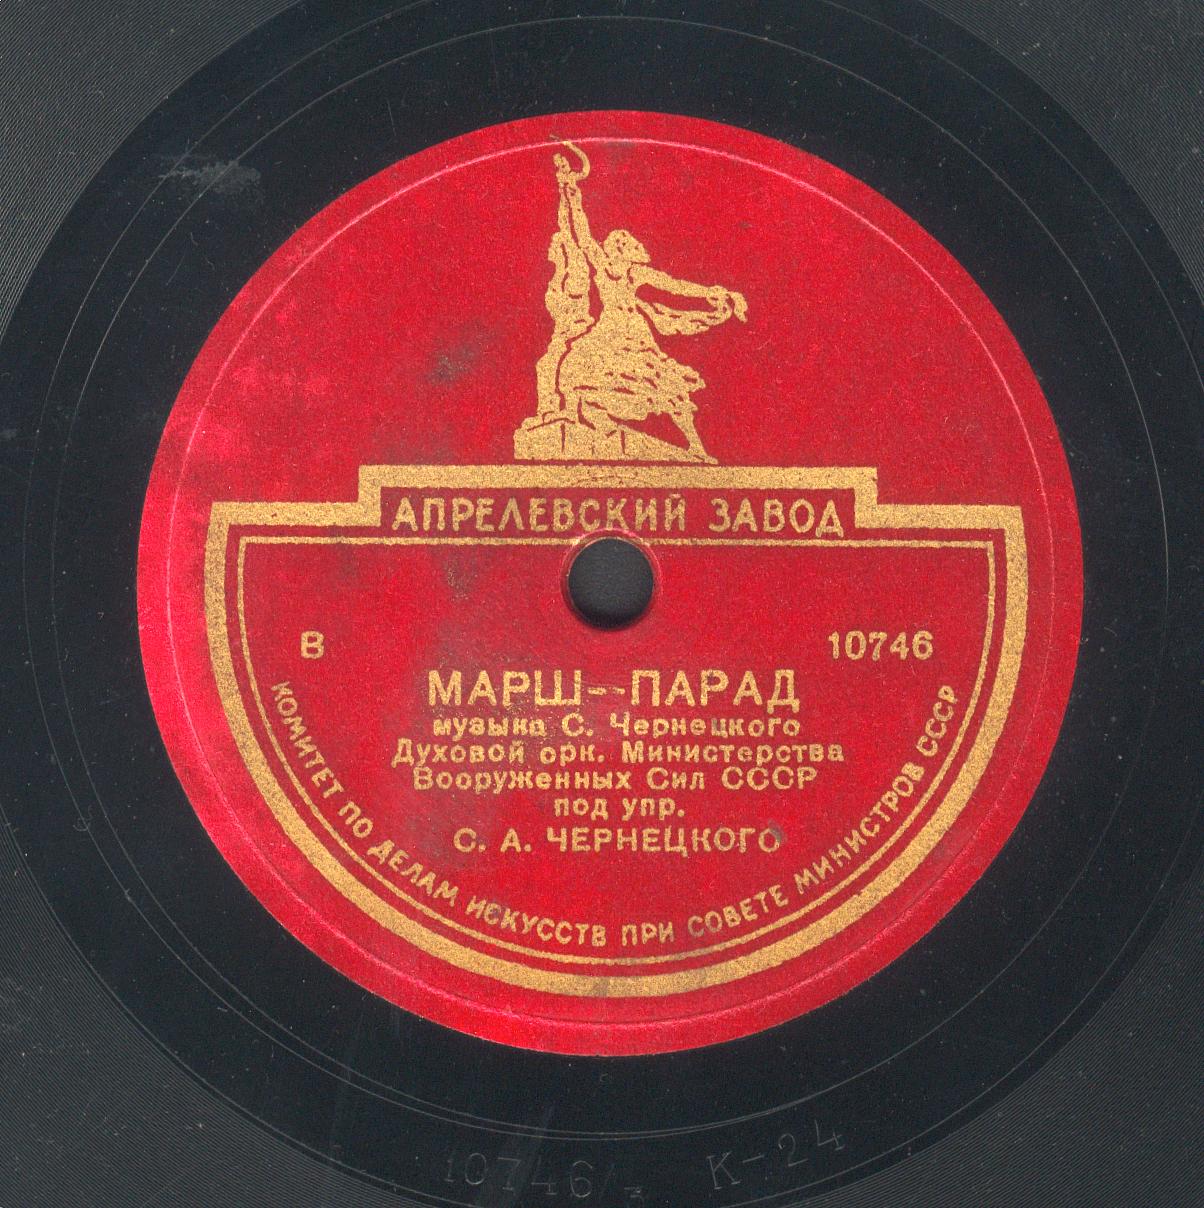 АПРЕЛЕВСКИЙ ЗАВОД
В 10746
МАРШ--ПАРАД
музыка С. Чернецкого
Духовой орк. Министерства
Вооруженных Сил СССР
под упр.
С. А. ЧЕРНЕЦКОГО
КОМИТЕТ ПО ДЕЛАМ ИСКУССТВ ПРИ СОВЕТЕ МИНИСТРОВ СССР
10746/3 К-24